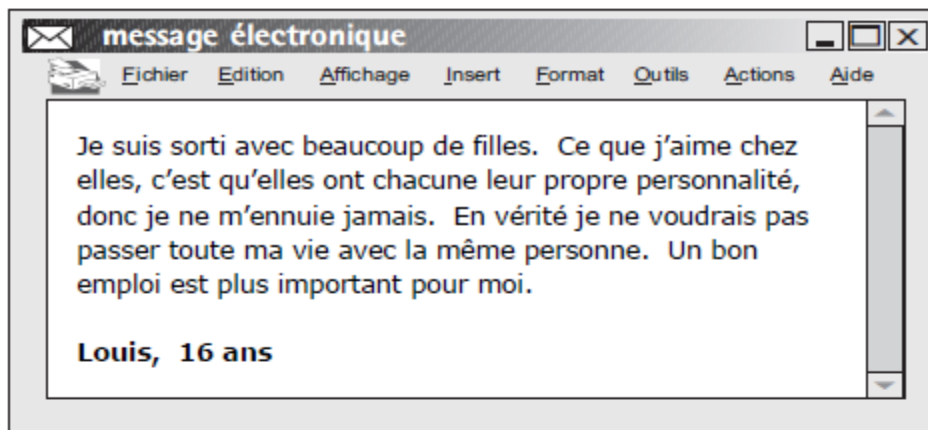 message électronique
Fichier Edition Affichage Insert Format Outils Actions Aide
Je suis sorti avec beaucoup de filles. Ce que j'aime chez
elles, c'est qu'elles ont chacune leur propre personnalité,
donc je ne m'ennuie jamais. En vérité je ne voudrais pas
passer toute ma vie avec la même personne. Un bon
emploi est plus important pour moi.
Louis, 16 ans